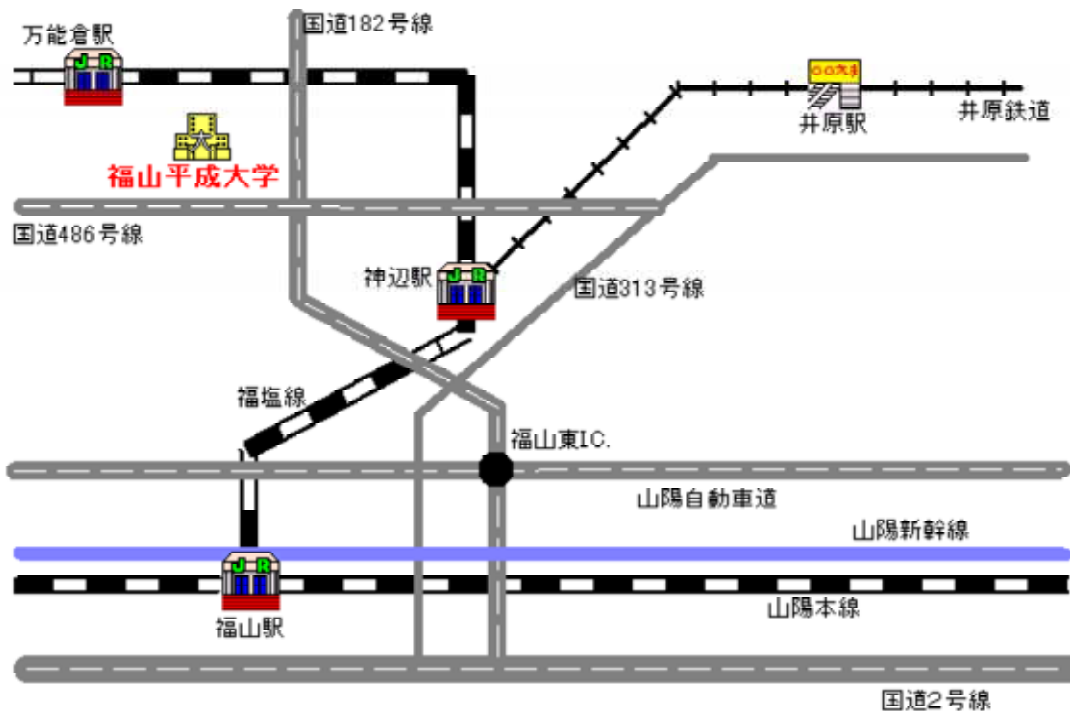 国道182号線
万能倉駅
JR
井原駅
井原鉄道
福山平成大学
国道486号線
神辺駅
JR
国道313号線
福塩線
福山東IC.
山陽自動車道
山陽新幹線
JR
山陽本線
福山駅
国道2号線